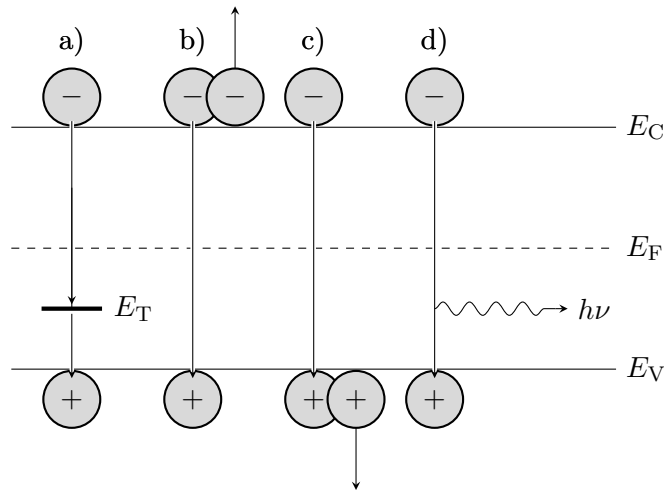 a) b) c) d)
− − − − −
E_C
E_F
E_T hν
E_V
+ + + + +